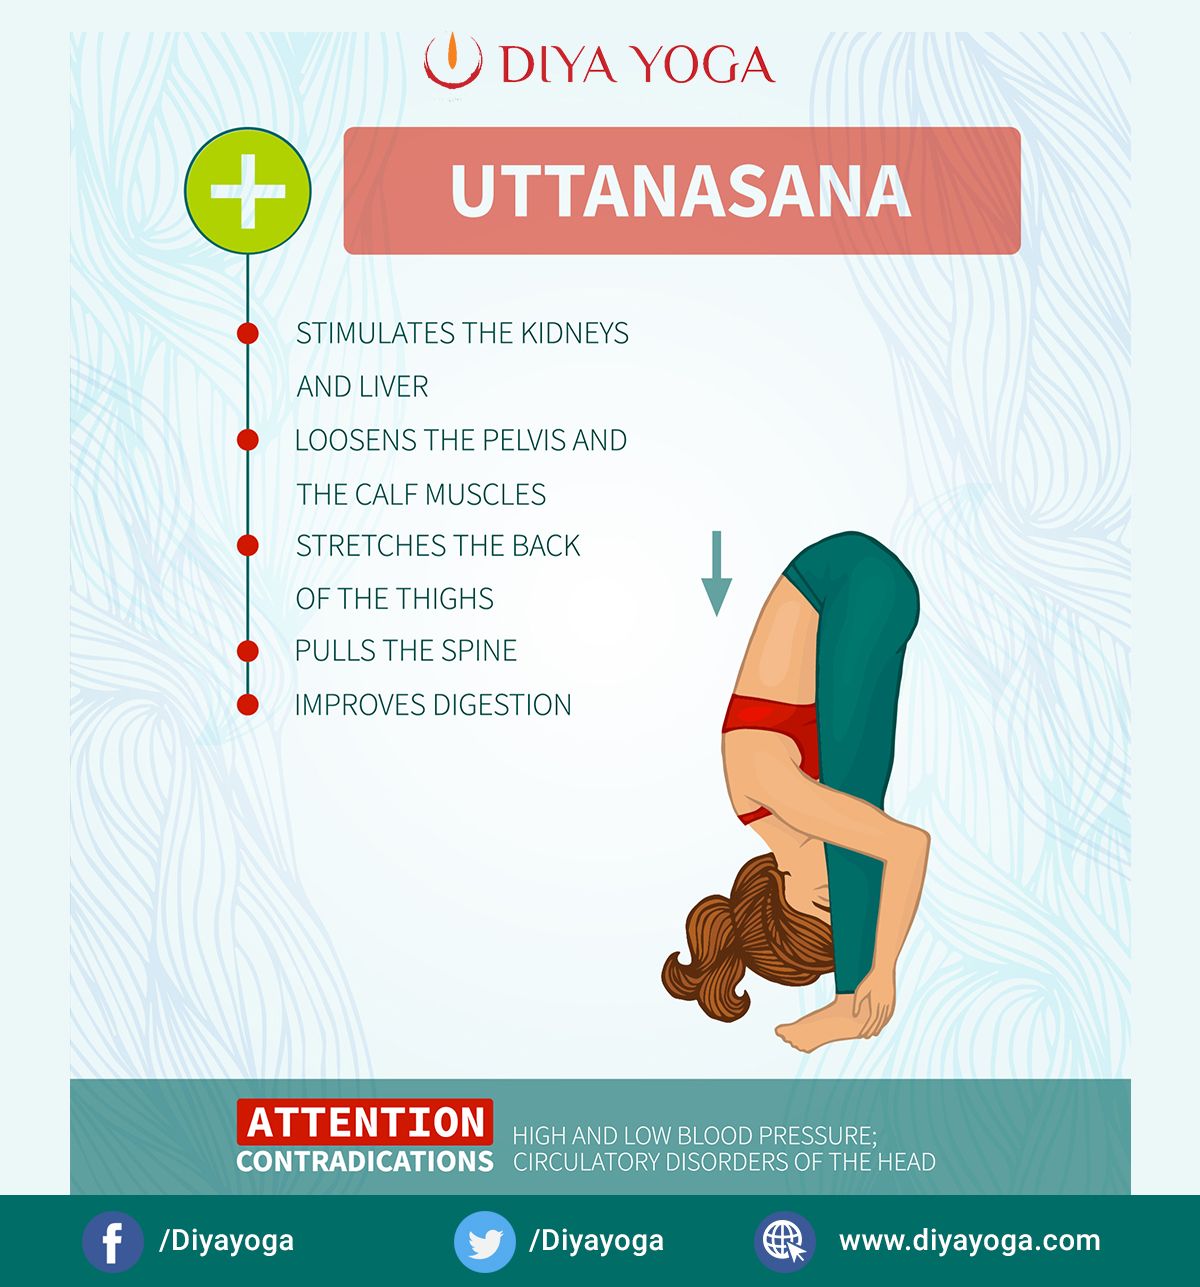 DIYA YOGA
UTTANASANA
STIMULATES THE KIDNEYS
AND LIVER
LOOSENS THE PELVIS AND
THE CALF MUSCLES
STRETCHES THE BACK
OF THE THIGHS
PULLS THE SPINE
IMPROVES DIGESTION
ATTENTION
CONTRADICATIONS
HIGH AND LOW BLOOD PRESSURE;
CIRCULATORY DISORDERS OF THE HEAD
/Diyayoga
/Diyayoga
www.diyayoga.com